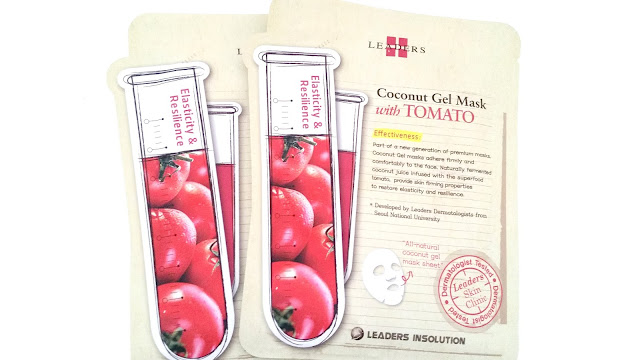 LEADERS
Coconut Gel Mask
with TOMATO
Effectiveness:
Part of a new generation of premium masks,
Coconut Gel masks adhere firmly and
comfortably to the face. Naturally fermented
coconut juice infused with the superfood
tomato, provide skin firming properties
to restore elasticity and resilience.
* Developed by Leaders Dermatologists from
Seoul National University
"All-natural
coconut gel
mask sheet"
Dermatologist Tested
Leaders
Skin
Clinic
Dermatologist Tested
LEADERS INSOLUTION
Elasticity &
Resilience
Elasticity &
Resilience